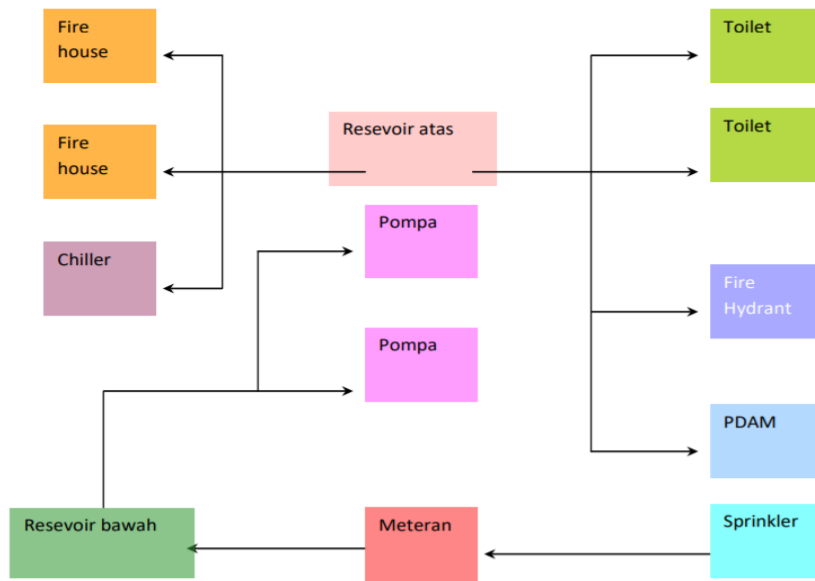 Fire
house
Toilet
Resevoir atas
Fire
house
Toilet
Pompa
Chiller
Fire
Hydrant
Pompa
PDAM
Resevoir bawah
Meteran
Sprinkler